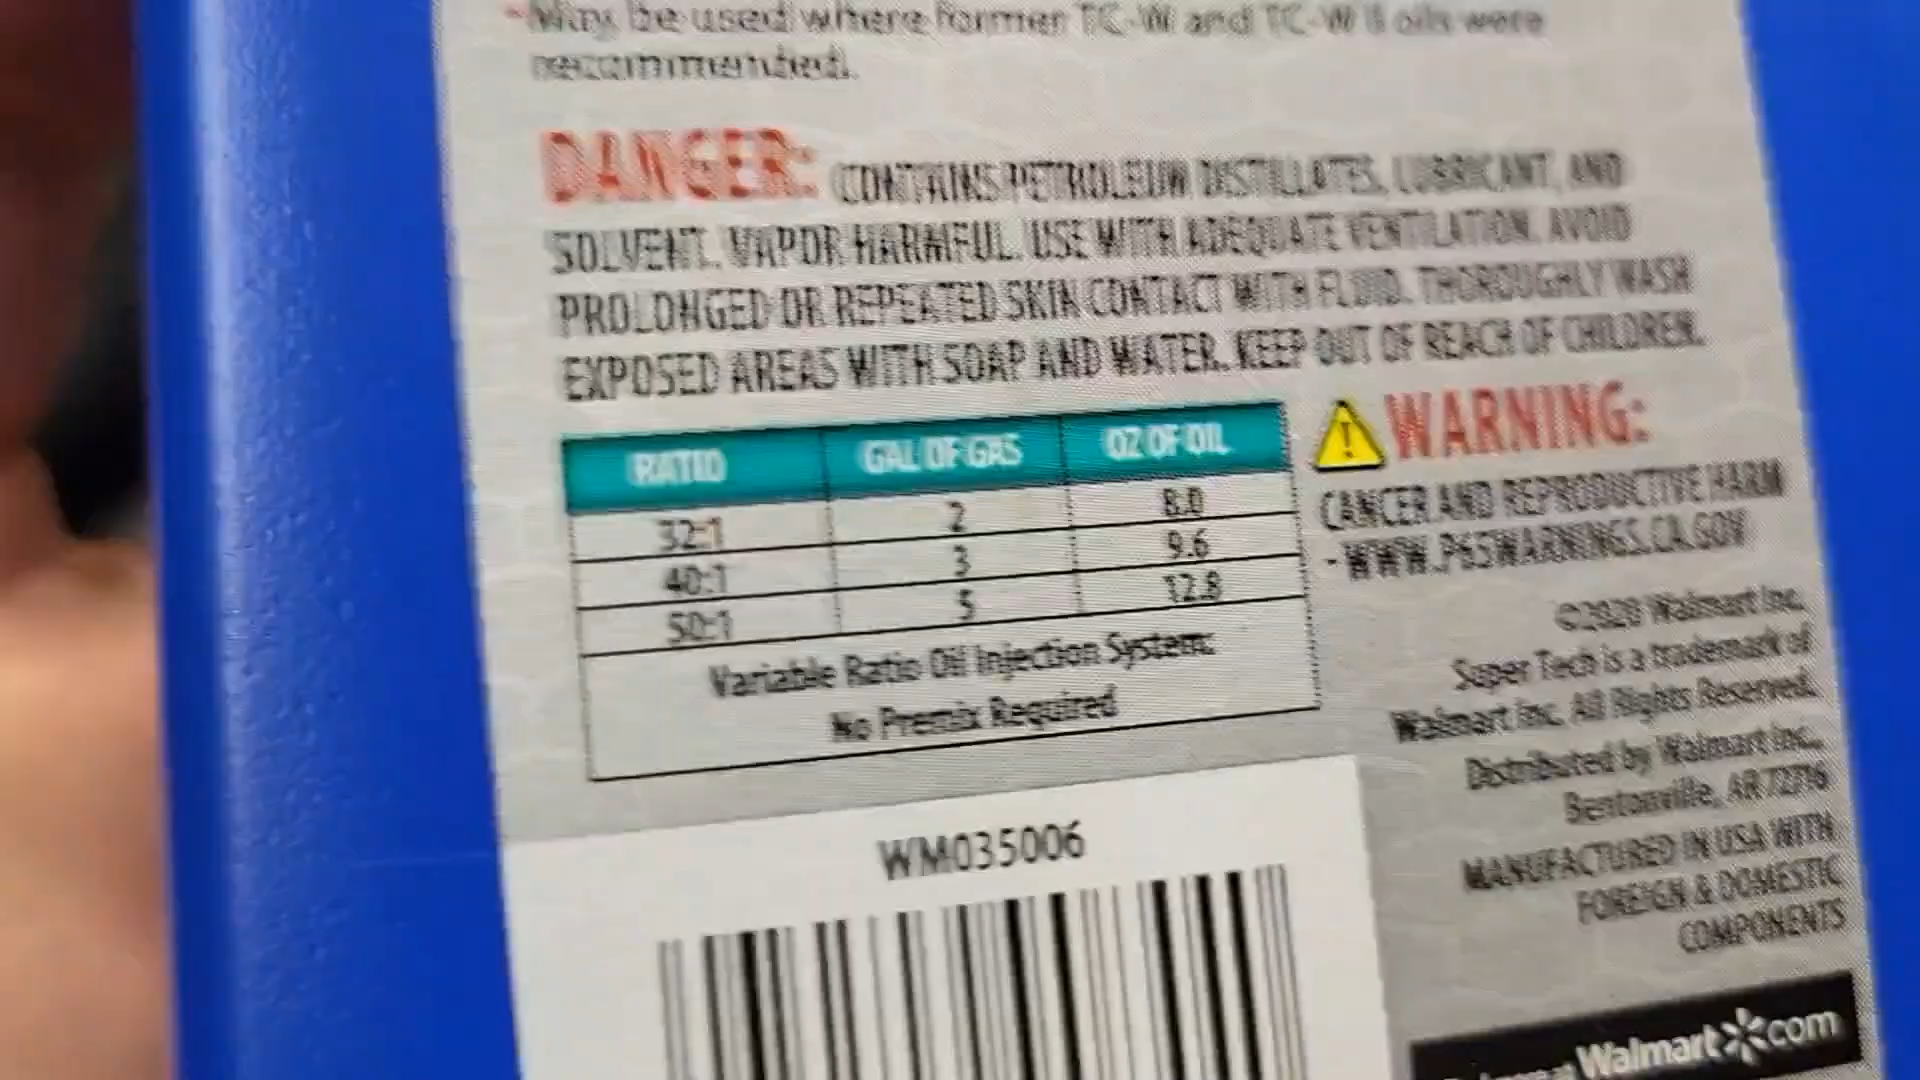 -May be used where former TC-W and TC-W II oils were
recommended.
DANGER: CONTAINS PETROLEUM DISTILLATES, LUBRICANT, AND
SOLVENT. VAPOR HARMFUL. USE WITH ADEQUATE VENTILATION. AVOID
PROLONGED OR REPEATED SKIN CONTACT WITH FLUID. THOROUGHLY WASH
EXPOSED AREAS WITH SOAP AND WATER. KEEP OUT OF REACH OF CHILDREN.
RATIO GAL OF GAS OZ OF OIL
32:1 2 8.0
40:1 3 9.6
50:1 5 12.8
Variable Ratio Oil Injection System:
No Premix Required
WARNING:
CANCER AND REPRODUCTIVE HARM
- WWW.P65WARNINGS.CA.GOV
©2020 Walmart Inc.
Super Tech is a trademark of
Walmart Inc. All Rights Reserved.
Distributed by Walmart Inc.,
Bentonville, AR 72716
MANUFACTURED IN USA WITH
FOREIGN & DOMESTIC
COMPONENTS
WM035006
Walmart.com